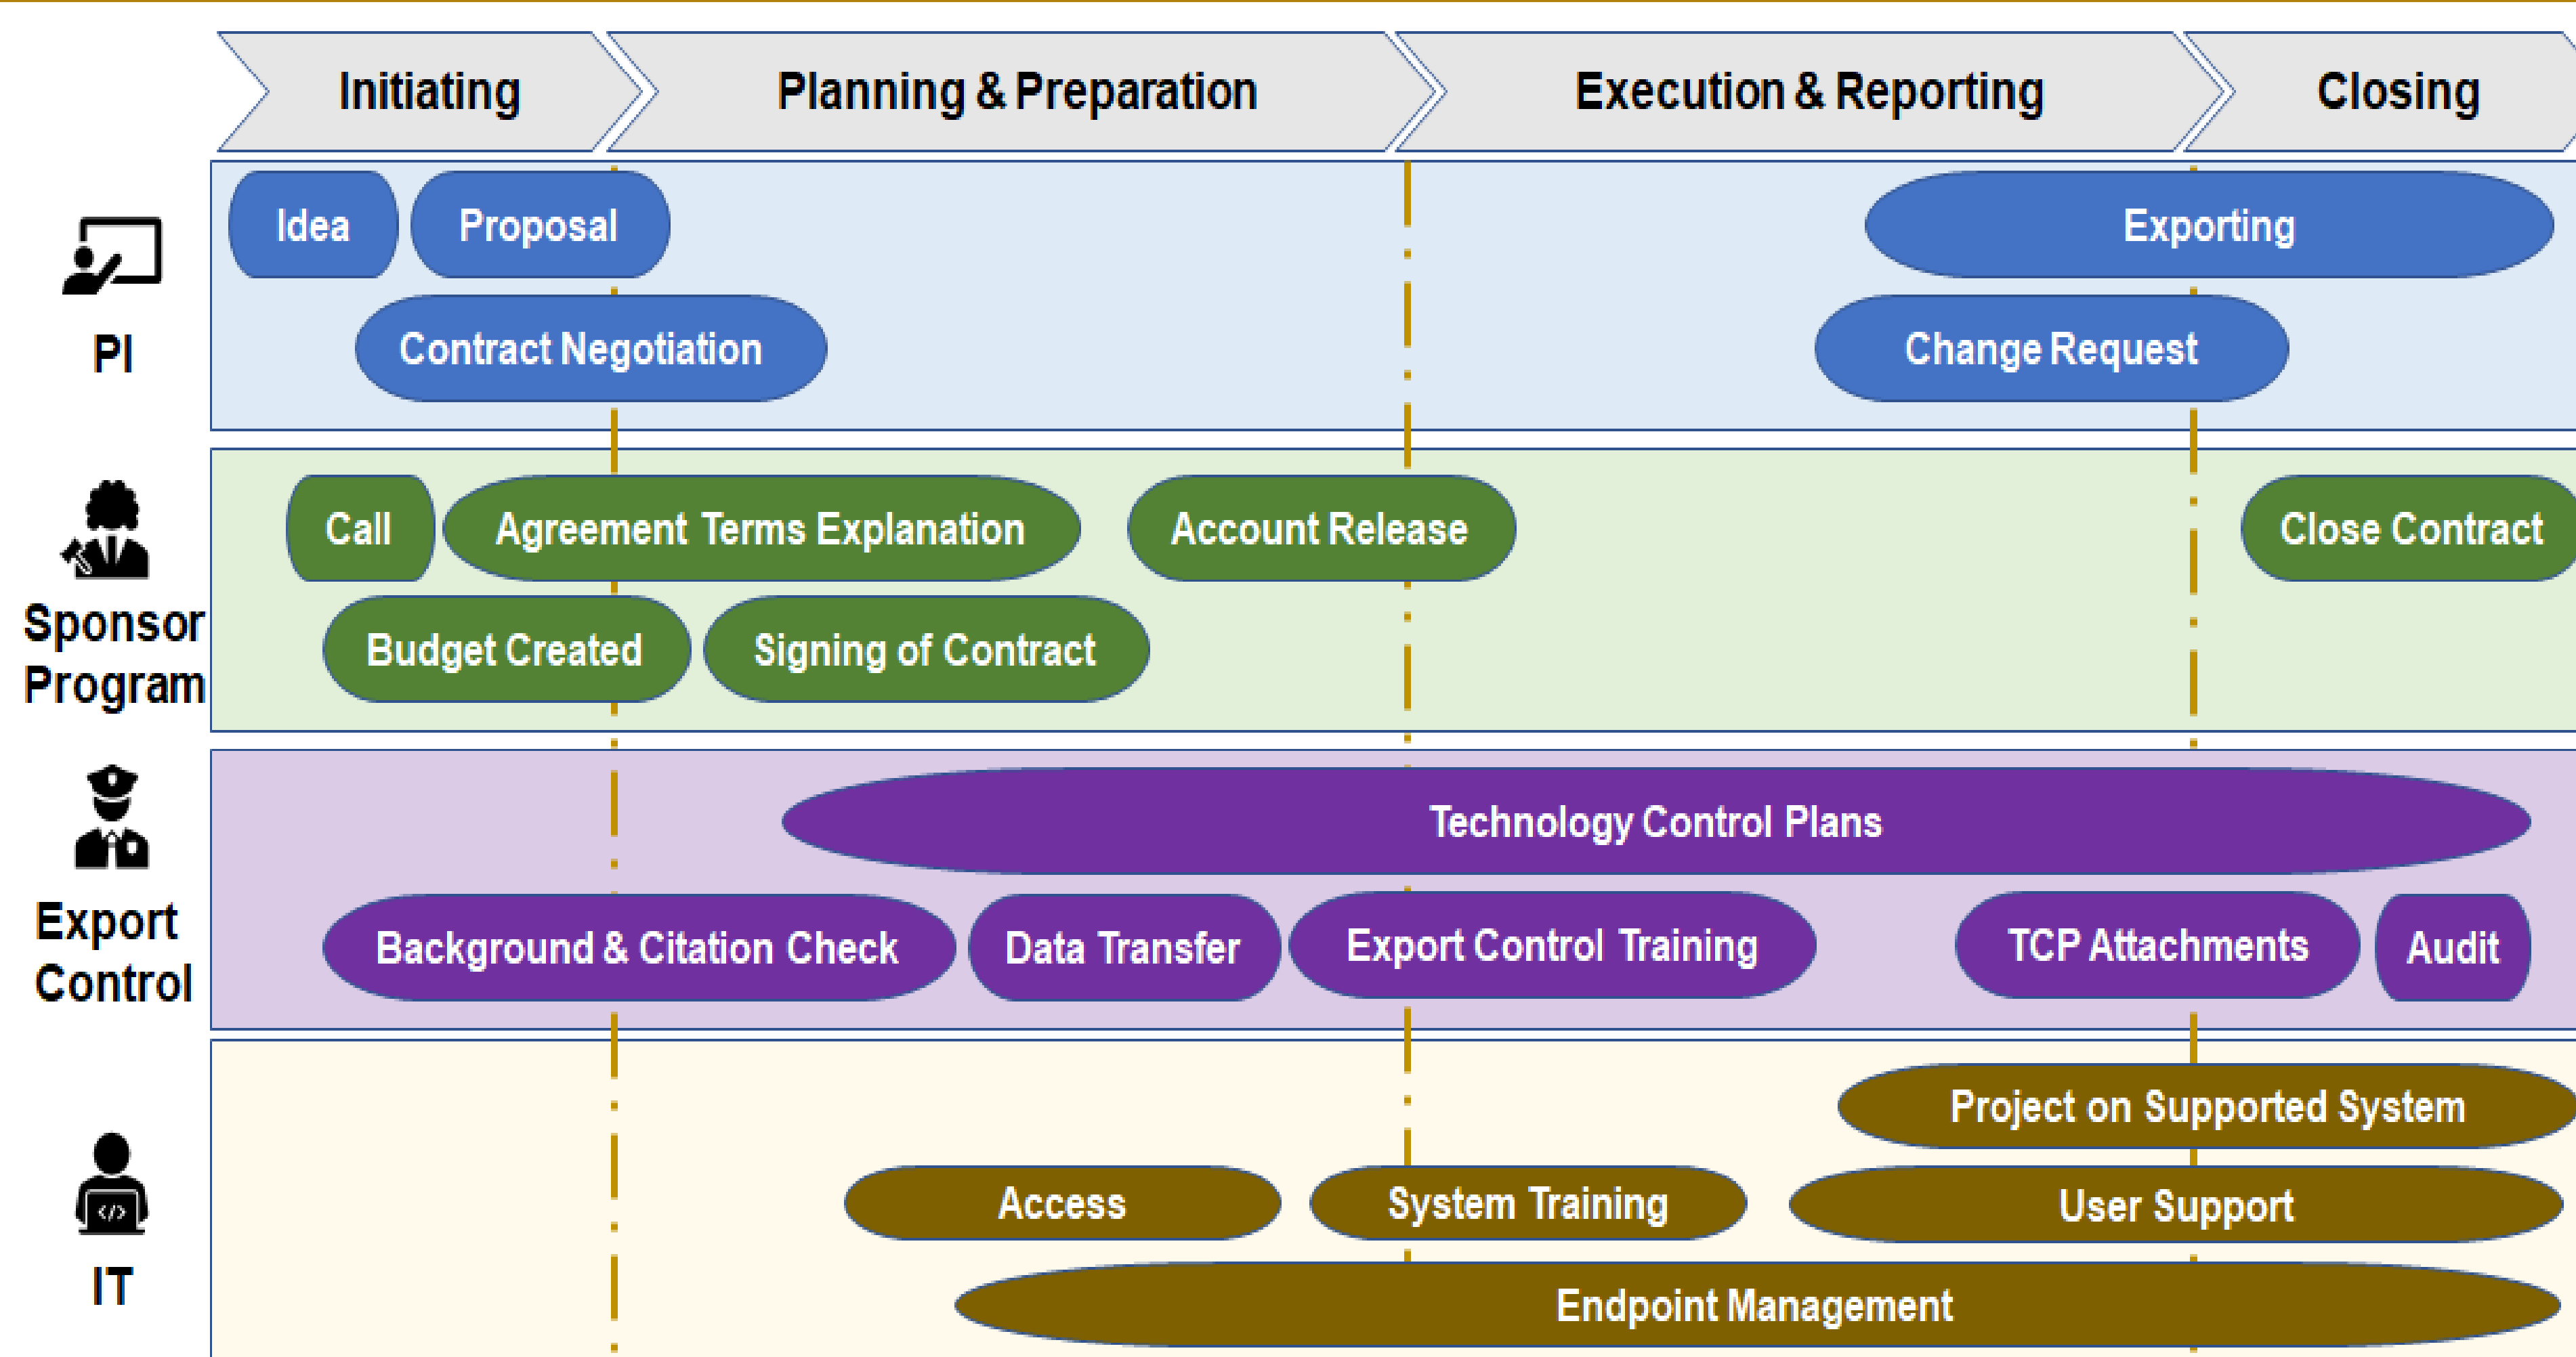 Initiating
Planning & Preparation
Execution & Reporting
Closing
PI
Idea
Proposal
Exporting
Contract Negotiation
Change Request
Sponsor
Program
Call
Agreement Terms Explanation
Account Release
Close Contract
Budget Created
Signing of Contract
Export
Control
Technology Control Plans
Background & Citation Check
Data Transfer
Export Control Training
TCP Attachments
Audit
IT
Project on Supported System
Access
System Training
User Support
Endpoint Management